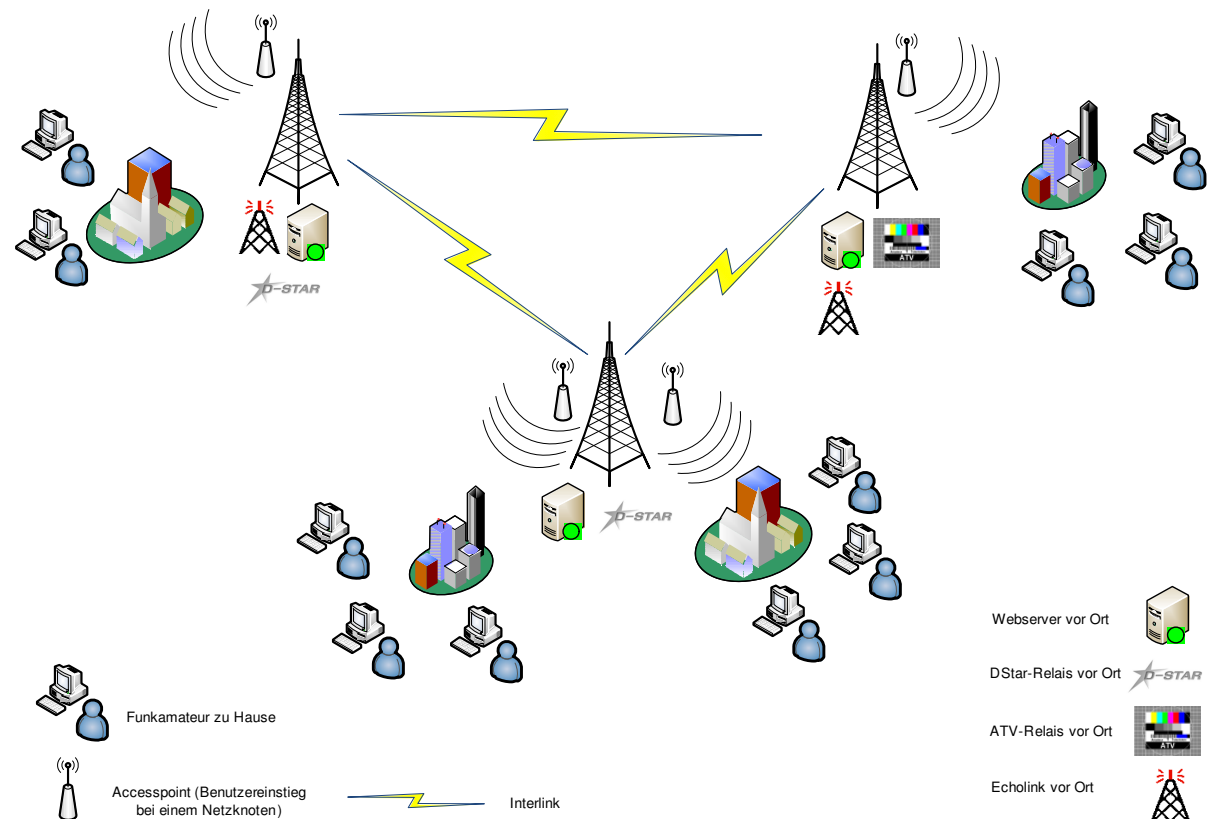 D-STAR
ATV
D-STAR
Webserver vor Ort
DStar-Relais vor Ort
D-STAR
ATV-Relais vor Ort
ATV
Echolink vor Ort
Funkamateur zu Hause
Accesspoint (Benutzereinstieg
bei einem Netzknoten)
Interlink